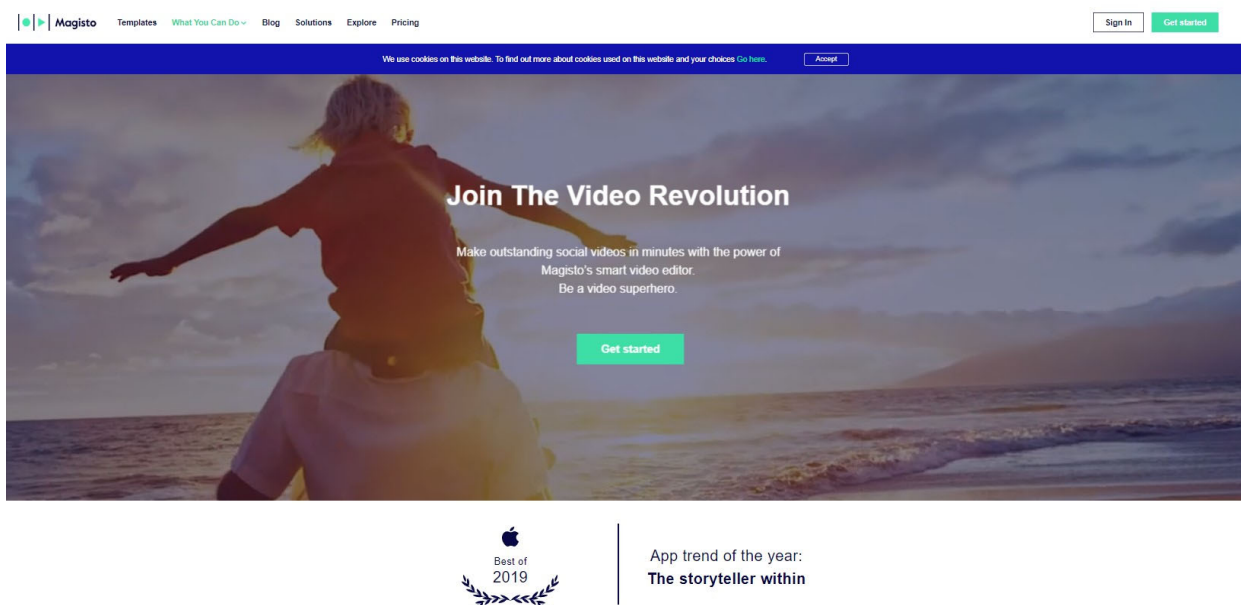 Magisto
Templates
What You Can Do
Blog
Solutions
Explore
Pricing
Sign In
Get started
We use cookies on this website. To find out more about cookies used on this website and your choices Go here.
Accept
Join The Video Revolution
Make outstanding social videos in minutes with the power of
Magisto's smart video editor.
Be a video superhero.
Get started
Best of
2019
App trend of the year:
The storyteller within